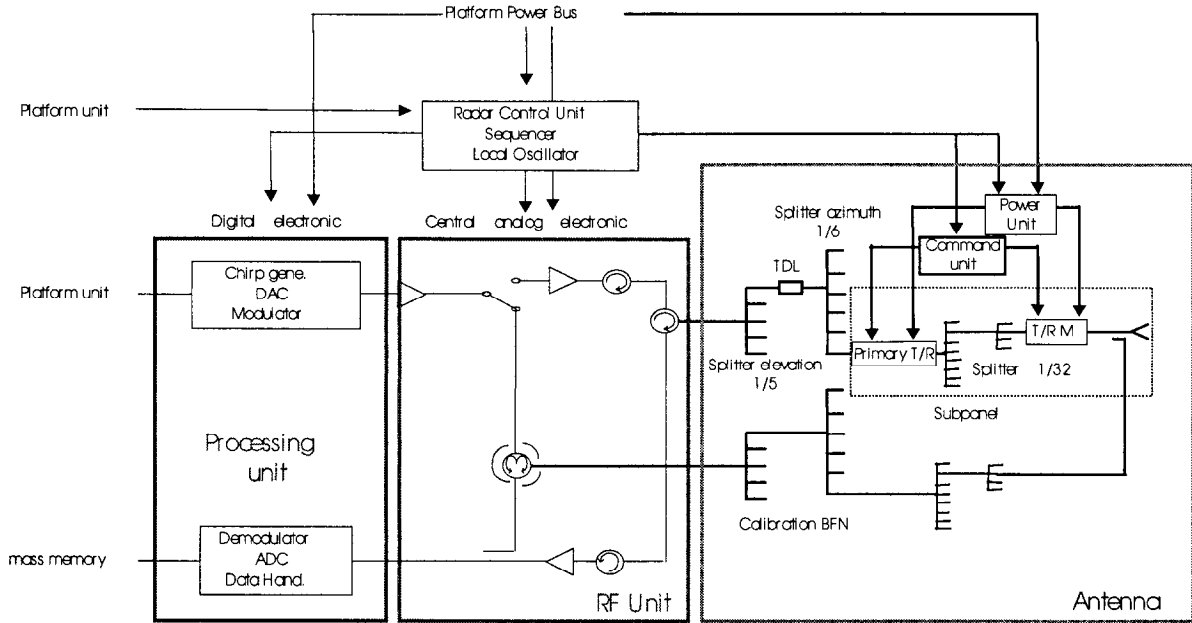 Platform Power Bus
Platform unit
Radar Control Unit
Sequencer
Local Oscillator
Digital electronic
Central analog electronic
Splitter azimuth
1/6
Power
Unit
Command
unit
Platform unit
Chirp gene.
DAC
Modulator
TDL
T/R M
Primary T/R
Splitter elevation
1/5
Splitter 1/32
Subpanel
Processing
unit
Calibration BFN
mass memory
Demodulator
ADC
Data Hand.
RF Unit
Antenna